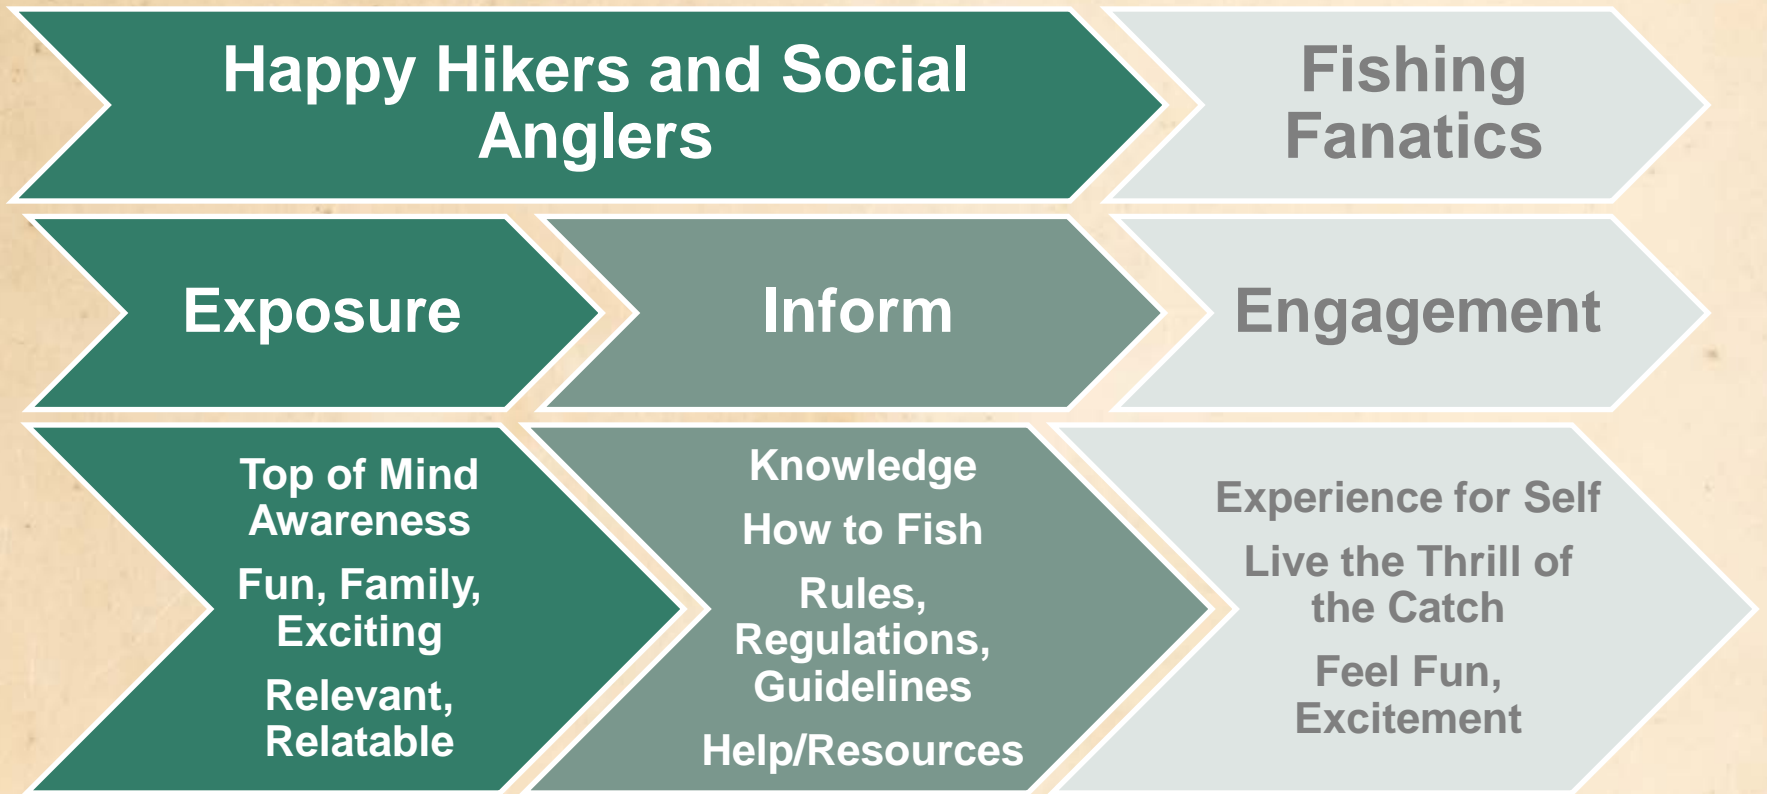 Happy Hikers and Social
Anglers
Fishing
Fanatics
Exposure
Inform
Engagement
Top of Mind
Awareness
Fun, Family,
Exciting
Relevant,
Relatable
Knowledge
How to Fish
Rules,
Regulations,
Guidelines
Help/Resources
Experience for Self
Live the Thrill of
the Catch
Feel Fun,
Excitement